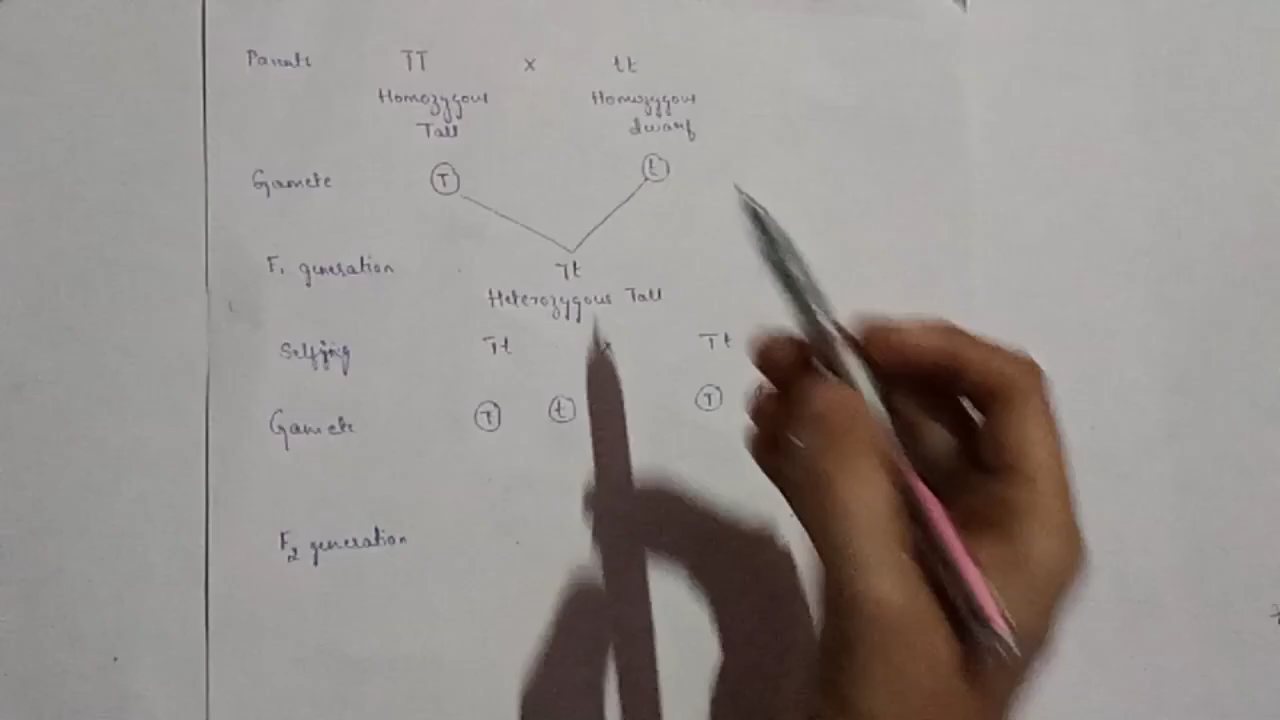 Parents TT x tt
Homozygous Homozygous
Tall dwarf
Gamete T t
F1 generation Tt
Heterozygous Tall
Selfing Tt x Tt
Gamete T t T
F2 generation